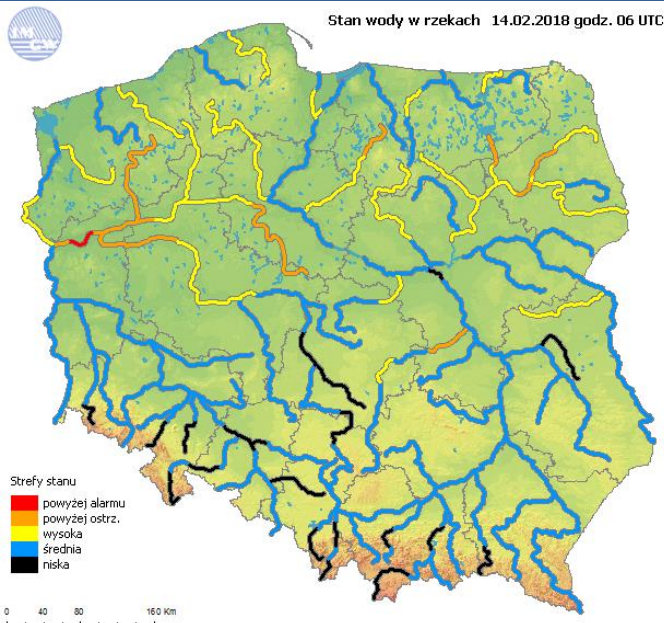 Stan wody w rzekach 14.02.2018 godz. 06 UTC
IMGW
Strefy stanu
powyżej alarmu
powyżej ostrz.
wysoka
średnia
niska
0 40 80 160 Km